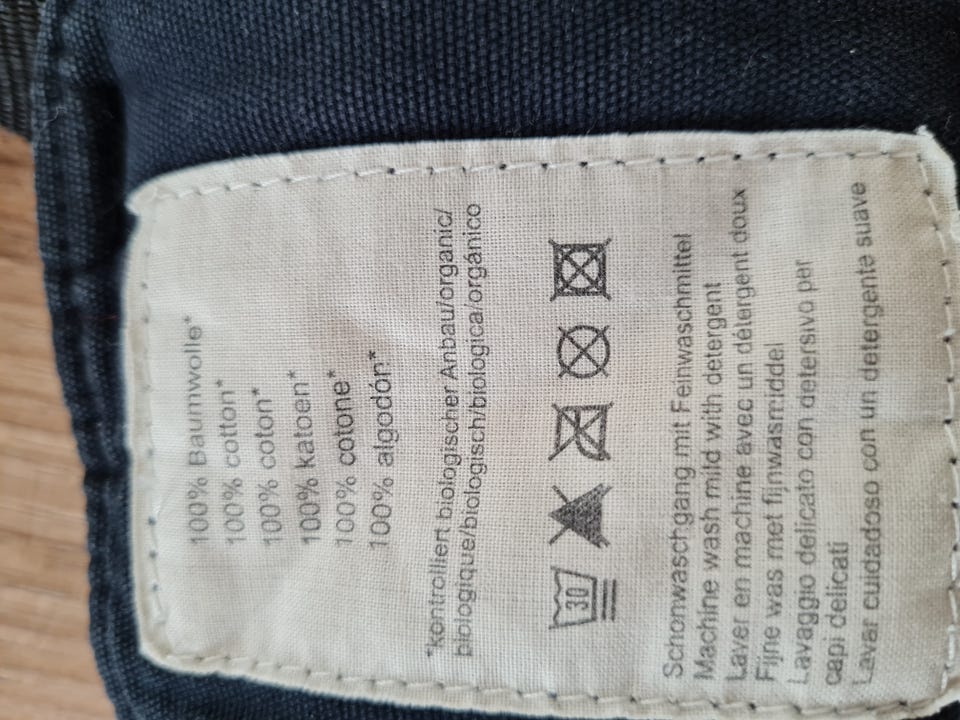 100% Baumwolle*
100% cotton*
100% coton*
100% katoen*
100% cotone*
100% algodón*
*kontrolliert biologischer Anbau/organic/
biologique/biologisch/biologica/orgánico
30
Schonwaschgang mit Feinwaschmittel
Machine wash mild with detergent
Laver en machine avec un détergent doux
Fijne was met fijnwasmiddel
Lavaggio delicato con detersivo per
capi delicati
Lavar cuidadoso con un detergente suave